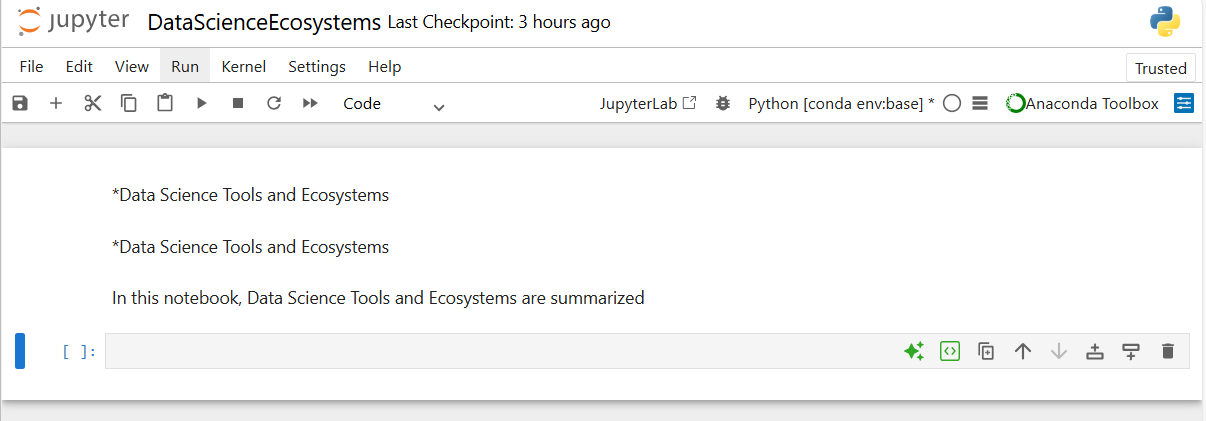 jupyter DataScienceEcosystems Last Checkpoint: 3 hours ago
File Edit View Run Kernel Settings Help Trusted
Code JupyterLab Python [conda env:base] * Anaconda Toolbox
*Data Science Tools and Ecosystems
*Data Science Tools and Ecosystems
In this notebook, Data Science Tools and Ecosystems are summarized
[ ]: